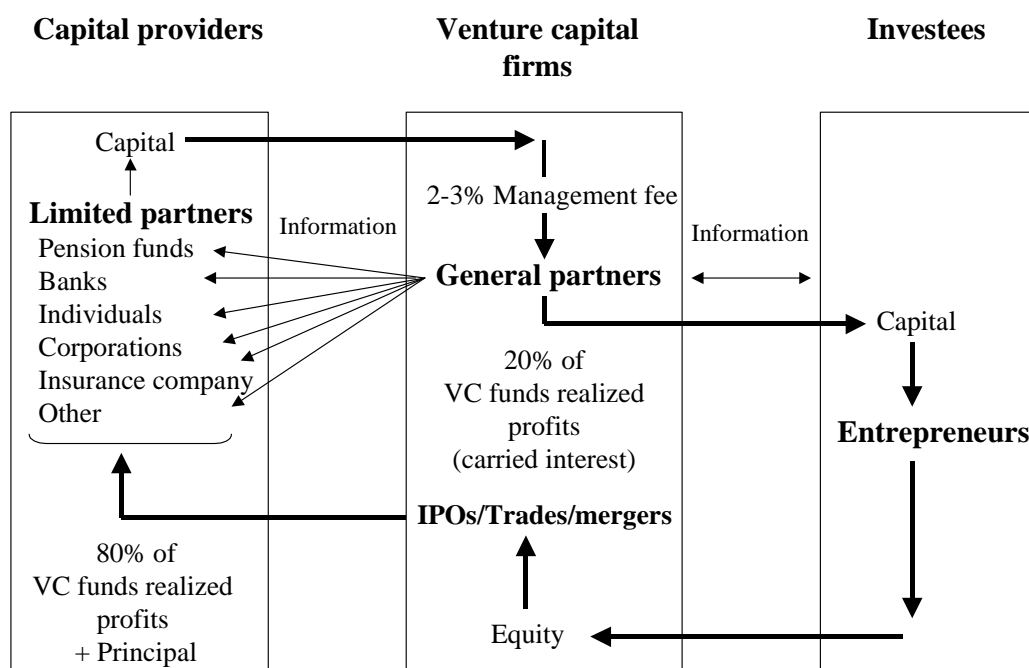 Capital providers
Venture capital
firms
Investees
Capital
Limited partners
Pension funds
Banks
Individuals
Corporations
Insurance company
Other
80% of
VC funds realized
profits
+ Principal
Information
2-3% Management fee
General partners
20% of
VC funds realized
profits
(carried interest)
IPOs/Trades/mergers
Equity
Information
Capital
Entrepreneurs